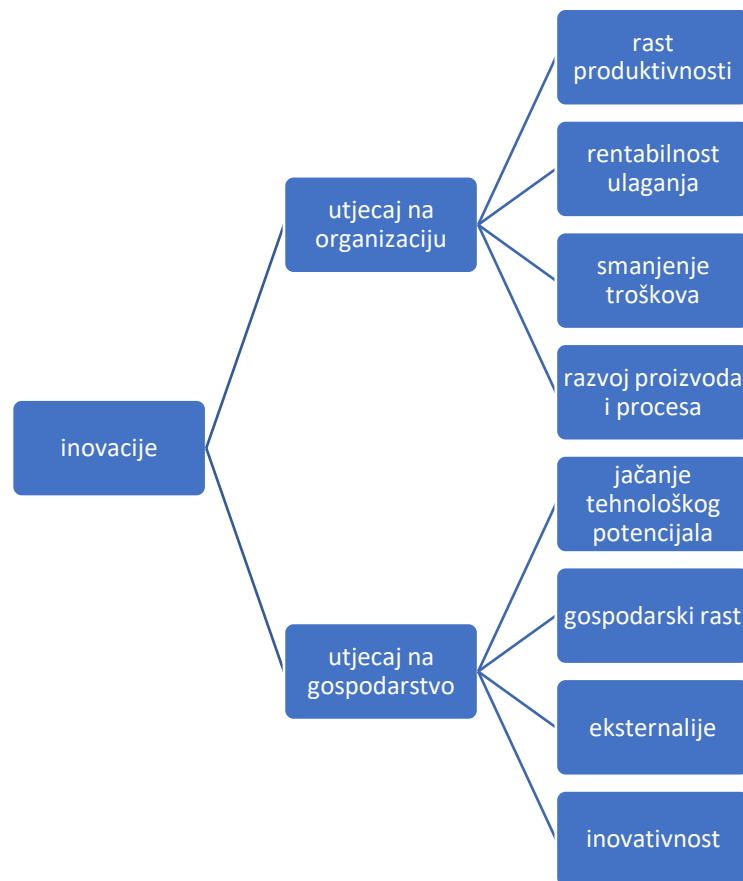 inovacije
utjecaj na
organizaciju
rast
produktivnosti
rentabilnost
ulaganja
smanjenje
troškova
razvoj proizvoda
i procesa
utjecaj na
gospodarstvo
jačanje
tehnološkog
potencijala
gospodarski rast
eksternalije
inovativnost